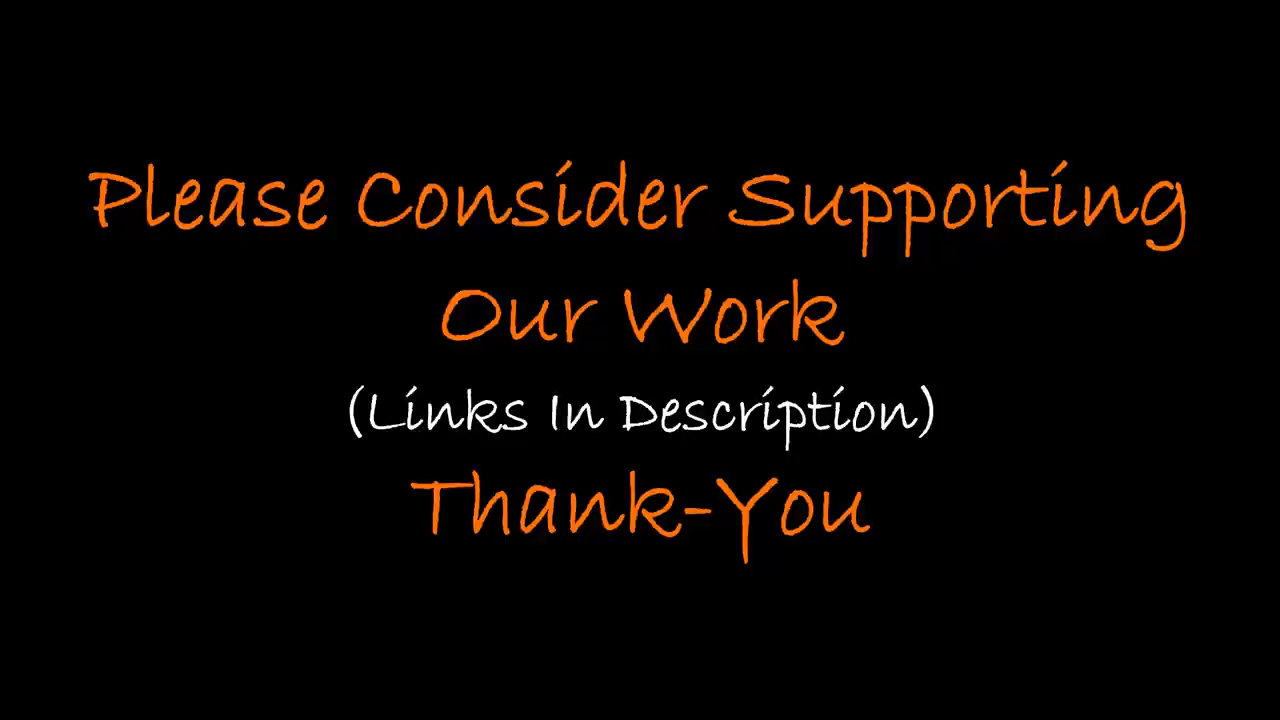 Please Consider Supporting
Our Work
(Links In Description)
Thank-You